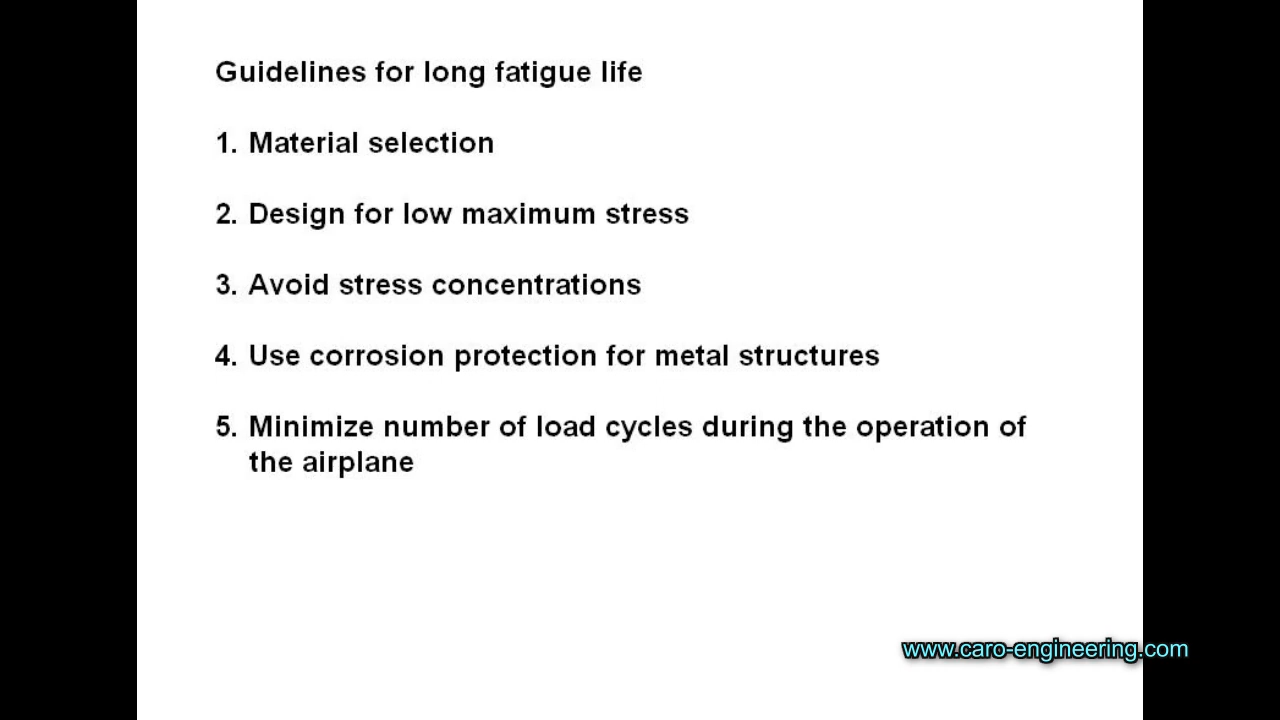 Guidelines for long fatigue life
1. Material selection
2. Design for low maximum stress
3. Avoid stress concentrations
4. Use corrosion protection for metal structures
5. Minimize number of load cycles during the operation of
the airplane
www.caro-engineering.com